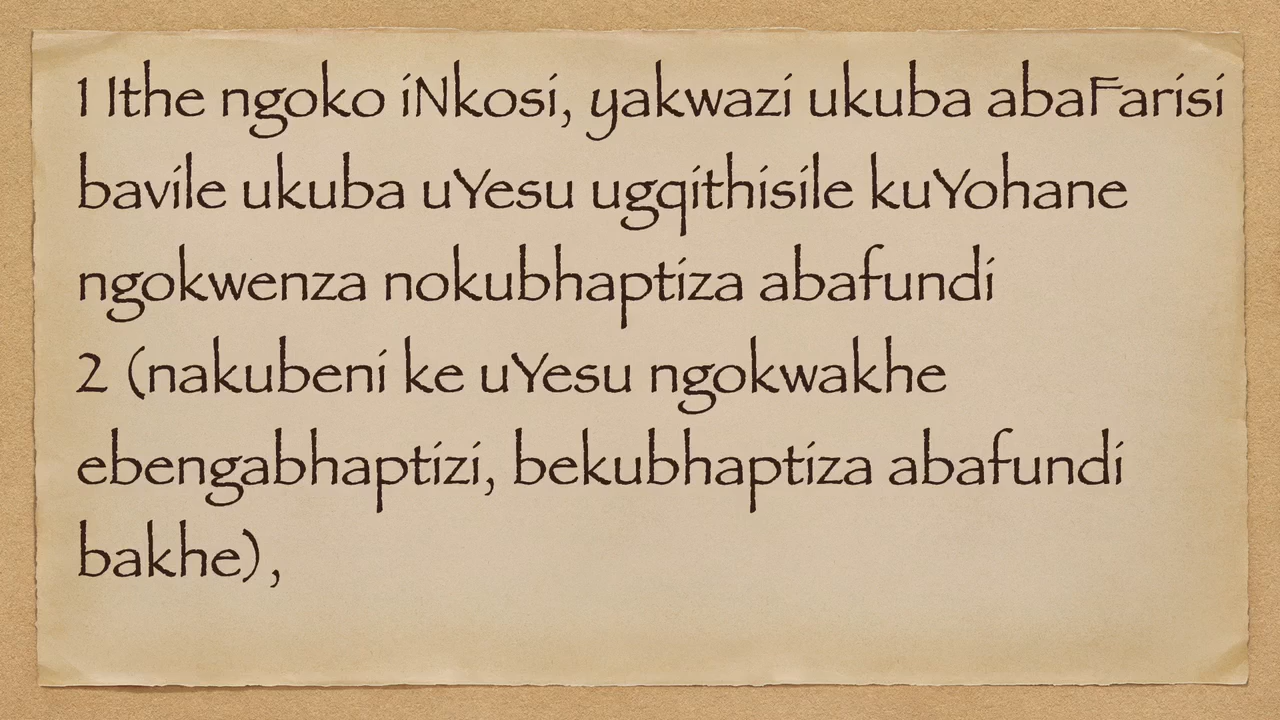 1 Ithe ngoko iNkosi, yakwazi ukuba abaFarisi
bavile ukuba uYesu ugqithisile kuYohane
ngokwenza nokubhaptiza abafundi
2 (nakubeni ke uYesu ngokwakhe
ebengabhaptizi, bekubhaptiza abafundi
bakhe),